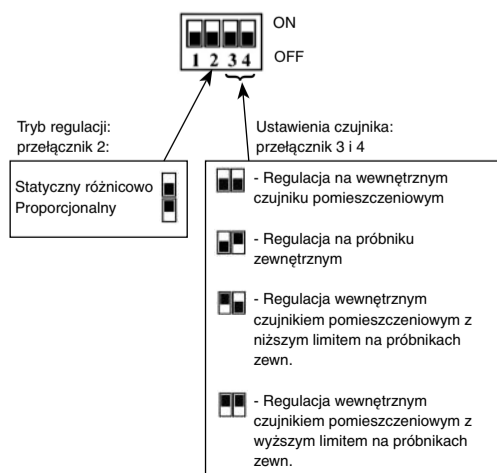 ON
OFF
1 2 3 4
Tryb regulacji:
przełącznik 2:
Statyczny różnicowo
Proporcjonalny
Ustawienia czujnika:
przełącznik 3 i 4
- Regulacja na wewnętrznym
czujniku pomieszczeniowym
- Regulacja na próbniku
zewnętrznym
- Regulacja wewnętrznym
czujnikiem pomieszczeniowym z
niższym limitem na próbnikach
zewn.
- Regulacja wewnętrznym
czujnikiem pomieszczeniowym z
wyższym limitem na próbnikach
zewn.